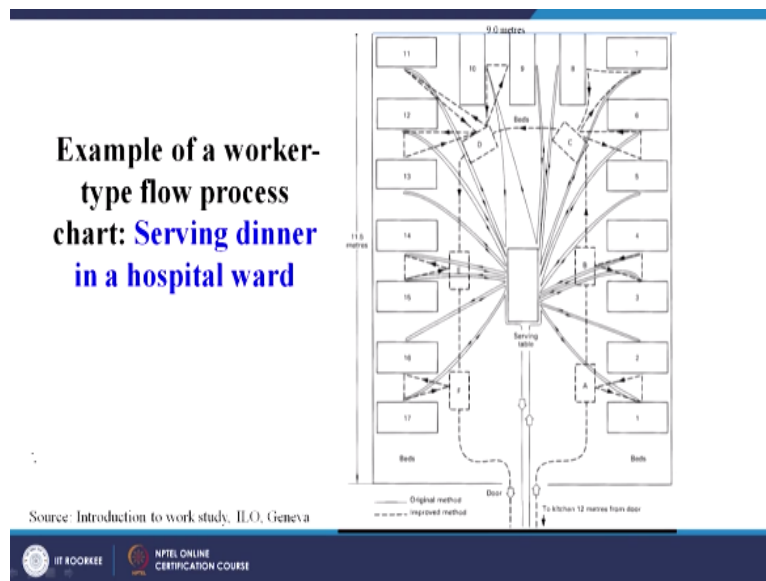 Example of a worker-
type flow process
chart: Serving dinner
in a hospital ward
9.0 metres
11
10
9
8
7
12
Beds
6
D
C
13
5
14
4
11.5
metres
E
B
15
3
Serving
table
16
2
F
A
17
1
Beds
Beds
Door
Original method
Improved method
To kitchen 12 metres from door
Source: Introduction to work study, ILO, Geneva
IIT ROORKEE
NPTEL ONLINE
CERTIFICATION COURSE